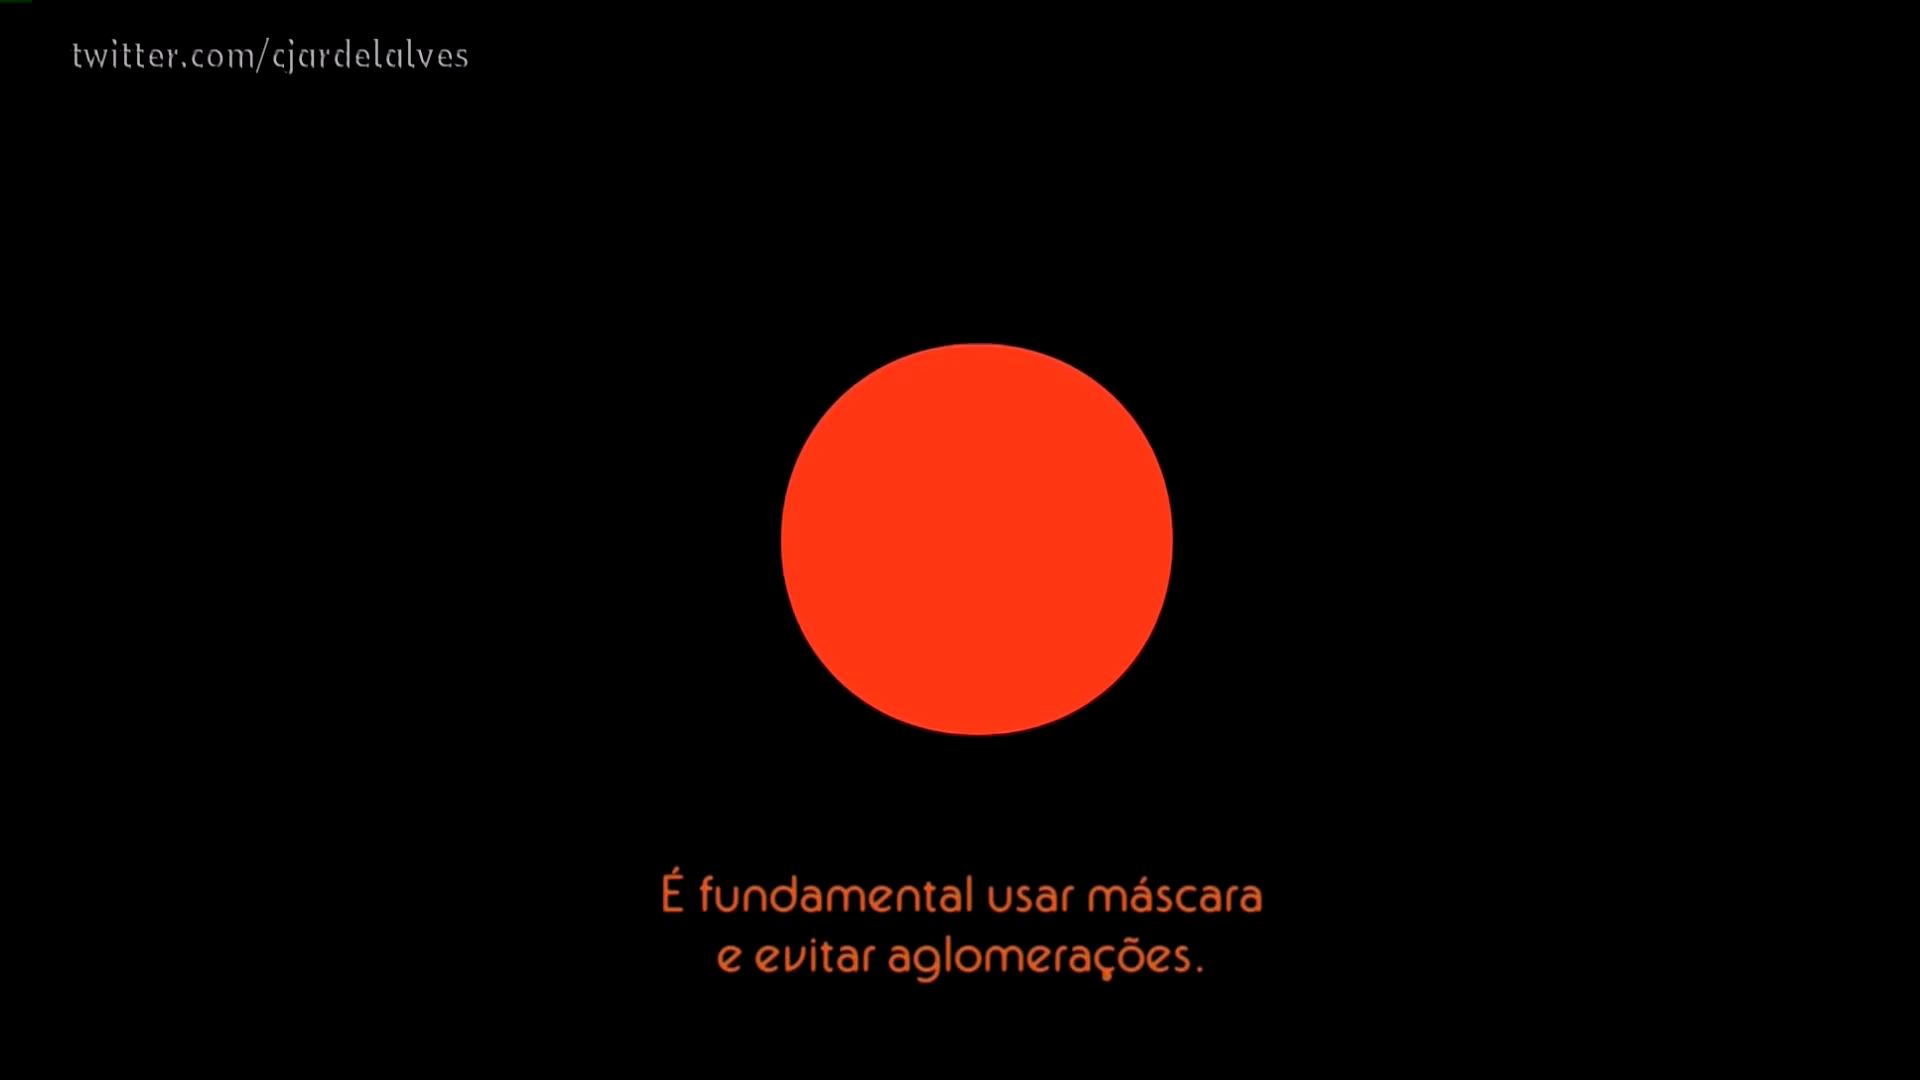 twitter.com/cjardelalves
É fundamental usar máscara
e evitar aglomerações.